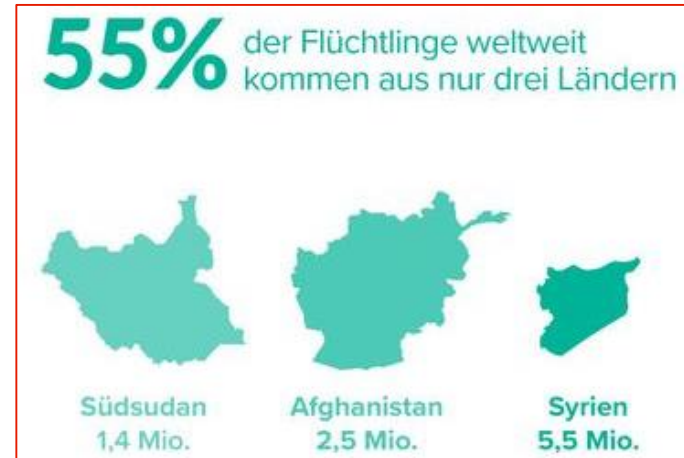 55% der Flüchtlinge weltweit
kommen aus nur drei Ländern
Südsudan
1,4 Mio.
Afghanistan
2,5 Mio.
Syrien
5,5 Mio.